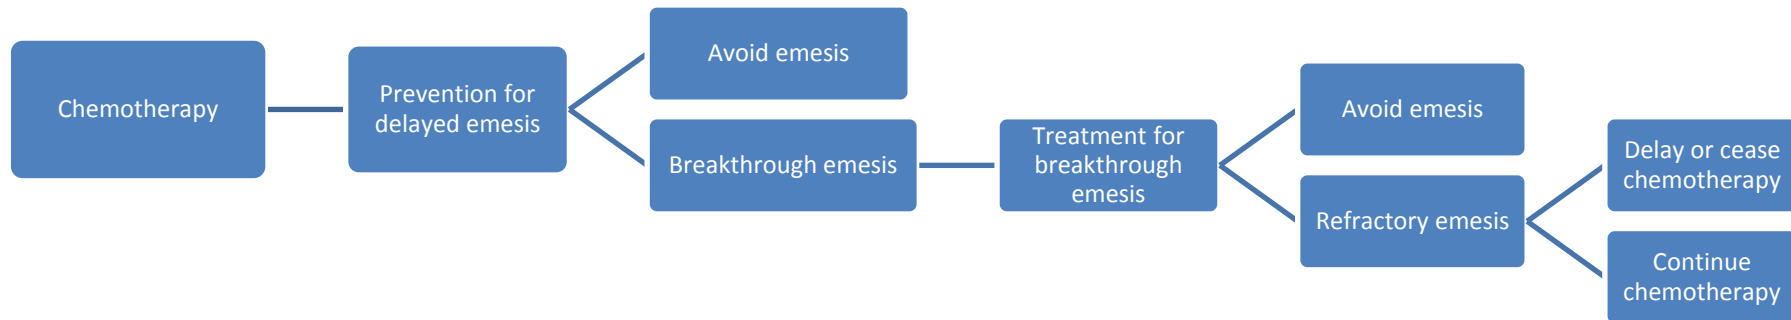 Chemotherapy
Prevention for
delayed emesis
Avoid emesis
Breakthrough emesis
Treatment for
breakthrough
emesis
Avoid emesis
Refractory emesis
Delay or cease
chemotherapy
Continue
chemotherapy